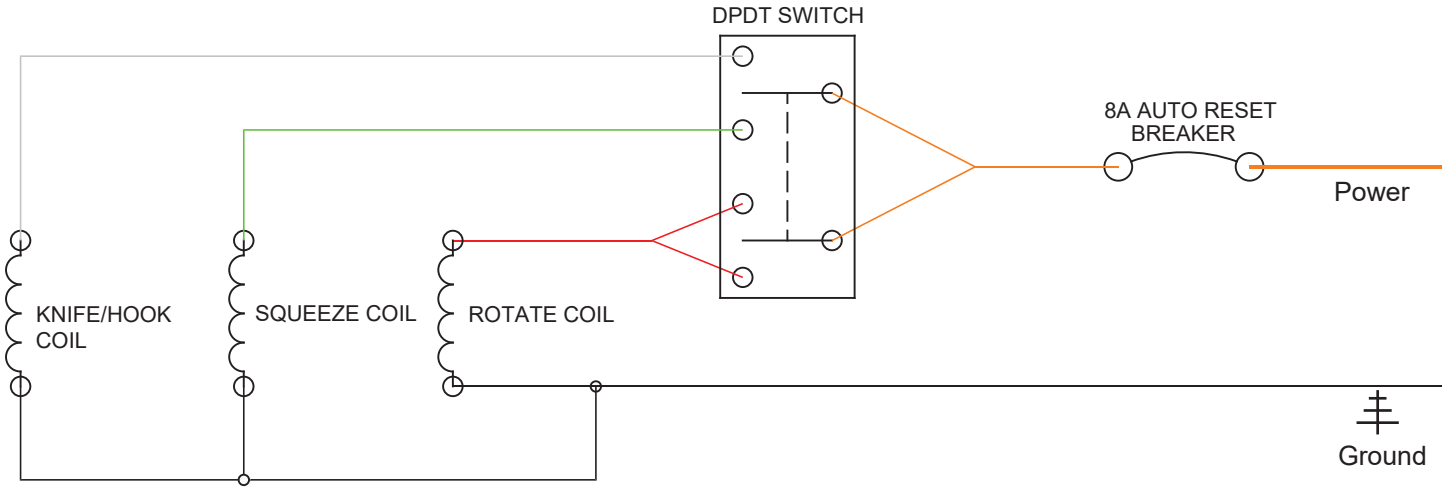 DPDT SWITCH
8A AUTO RESET
BREAKER
Power
KNIFE/HOOK
COIL
SQUEEZE COIL
ROTATE COIL
Ground